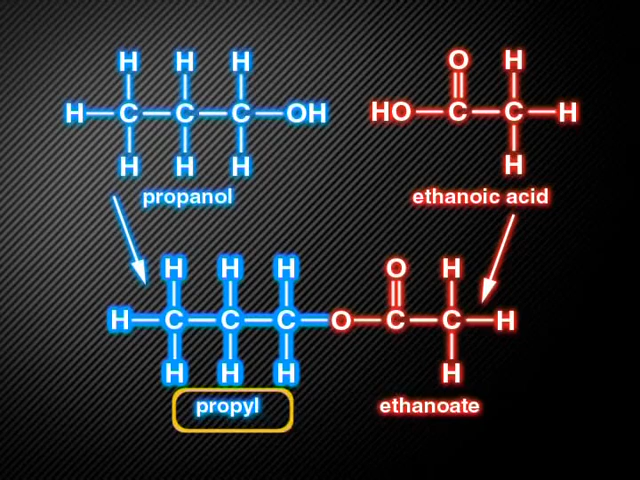 H H H O H
H C C C OH HO C C H
H H H H
propanol ethanoic acid
H H H O H
H C C C O C C H
H H H H
propyl ethanoate